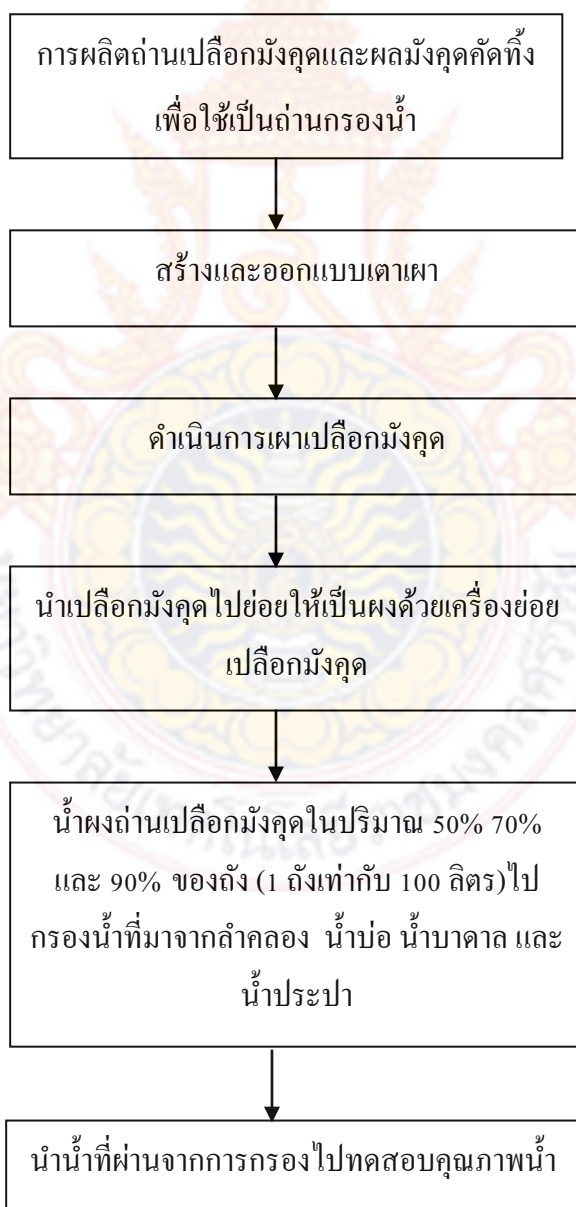 การผลิตถ่านเปลือกมังคุดและผลมังคุดคัดทิ้ง
เพื่อใช้เป็นถ่านกรองน้ำ
สร้างและออกแบบเตาเผา
ดำเนินการเผาเปลือกมังคุด
นำเปลือกมังคุดไปย่อยให้เป็นผงด้วยเครื่องย่อย
เปลือกมังคุด
น้ำผงถ่านเปลือกมังคุดในปริมาณ 50% 70%
และ 90% ของถัง (1 ถังเท่ากับ 100 ลิตร)ไป
กรองน้ำที่มาจากลำคลอง น้ำบ่อ น้ำบาดาล และ
น้ำประปา
นำน้ำที่ผ่านจากการกรองไปทดสอบคุณภาพน้ำ